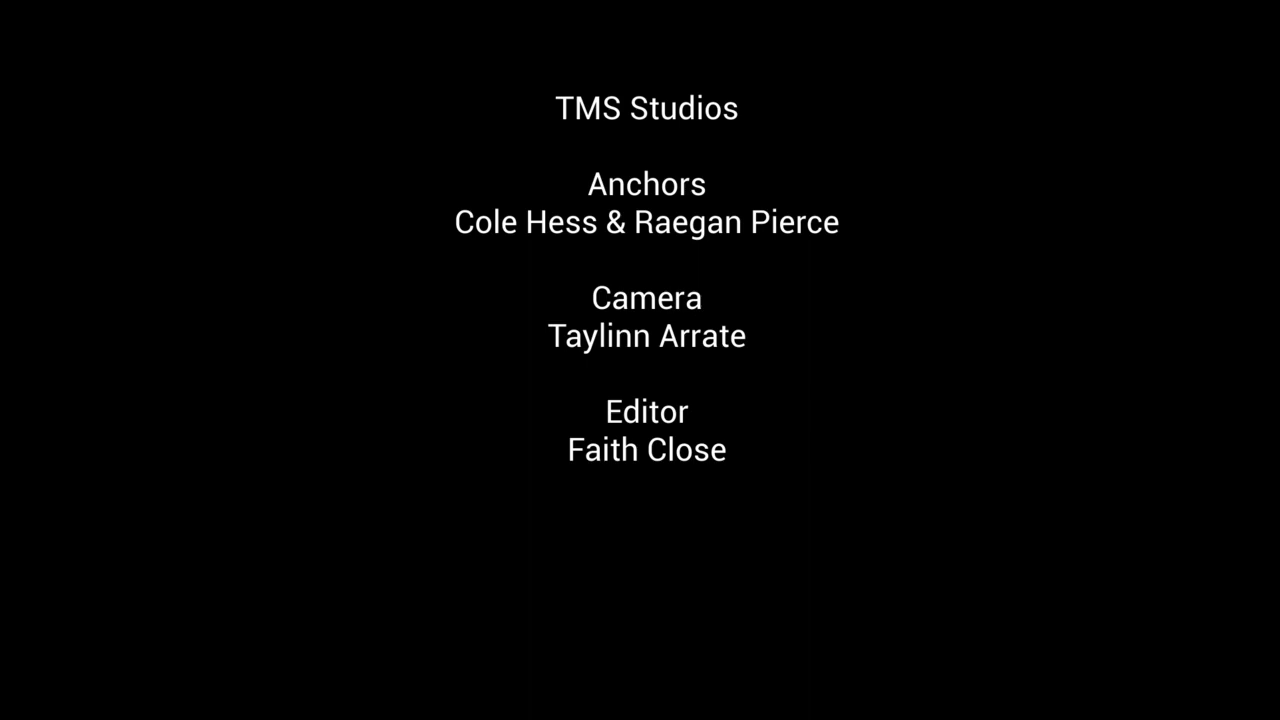 TMS Studios
Anchors
Cole Hess & Raegan Pierce
Camera
Taylinn Arrate
Editor
Faith Close